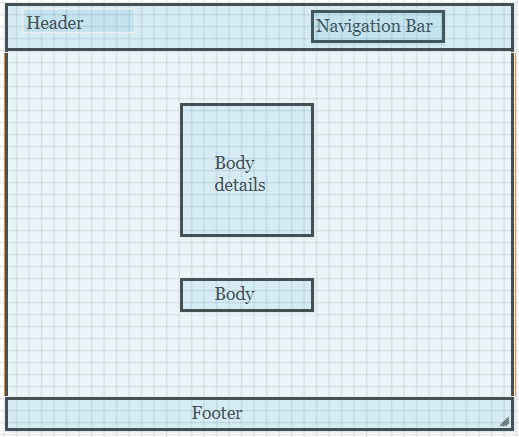 Header
Navigation Bar
Body
details
Body
Footer